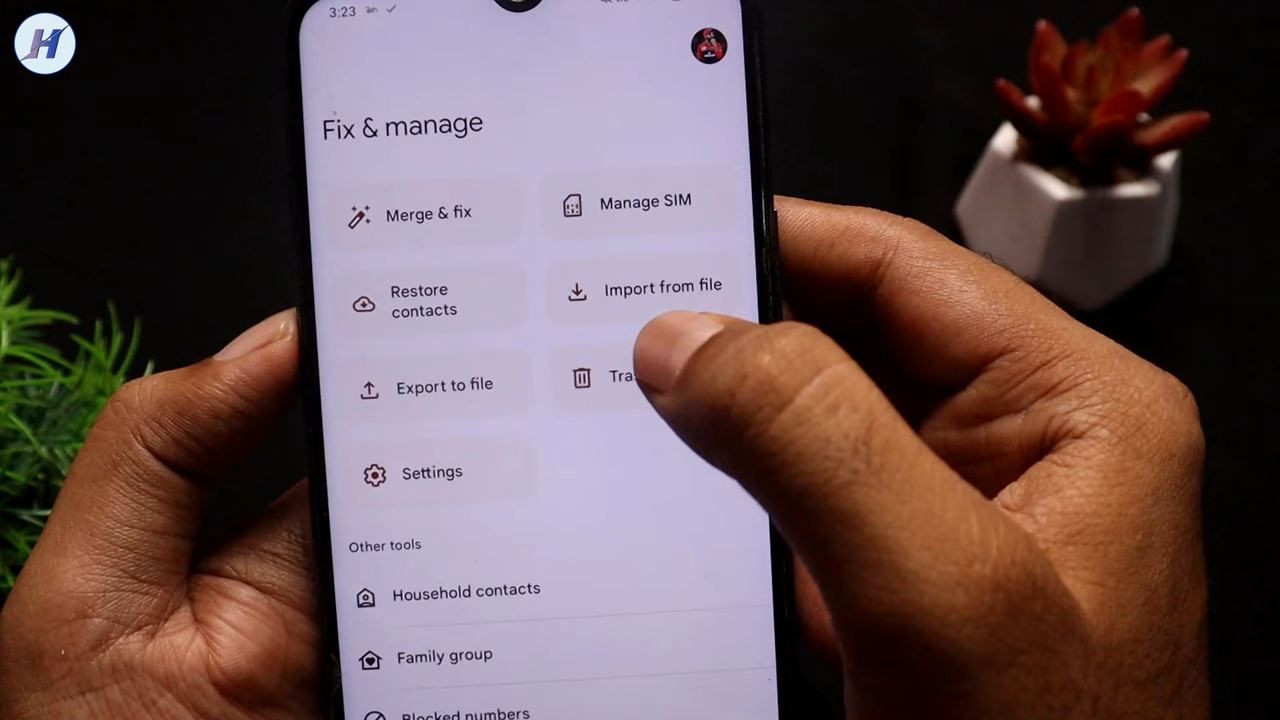 H
3:23
Fix & manage
Merge & fix
Manage SIM
Restore
contacts
Import from file
Export to file
Tra
Settings
Other tools
Household contacts
Family group
Blocked numbers